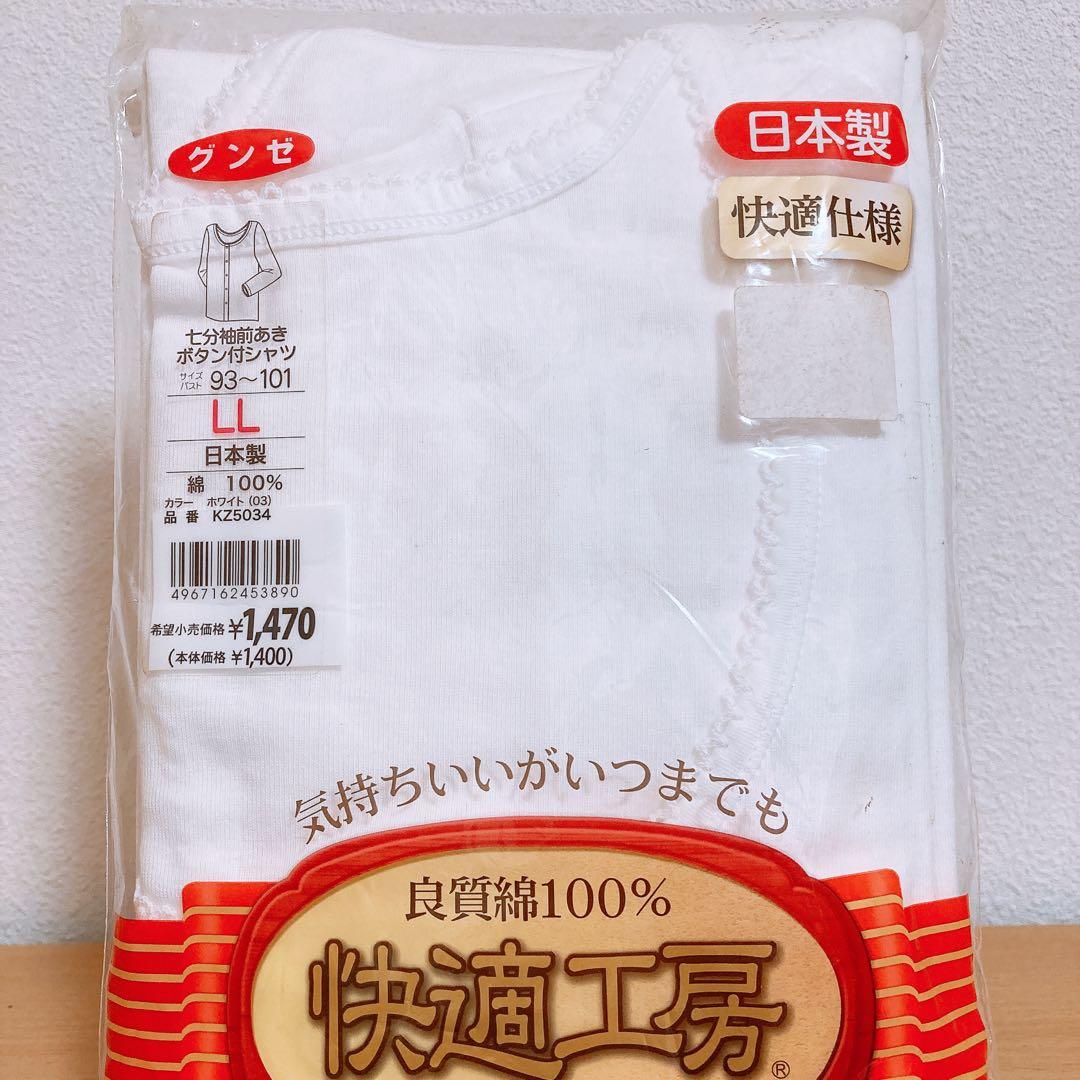 グンゼ
日本製
快適仕様
七分袖前あき
ボタン付シャツ
サイズ
バスト 93～101
LL
日本製
綿 100%
カラー ホワイト (03)
品番 KZ5034
4967162453890
希望小売価格 ¥1,470
(本体価格 ¥1,400)
気持ちいいがいつまでも
良質綿100%
快適工房®